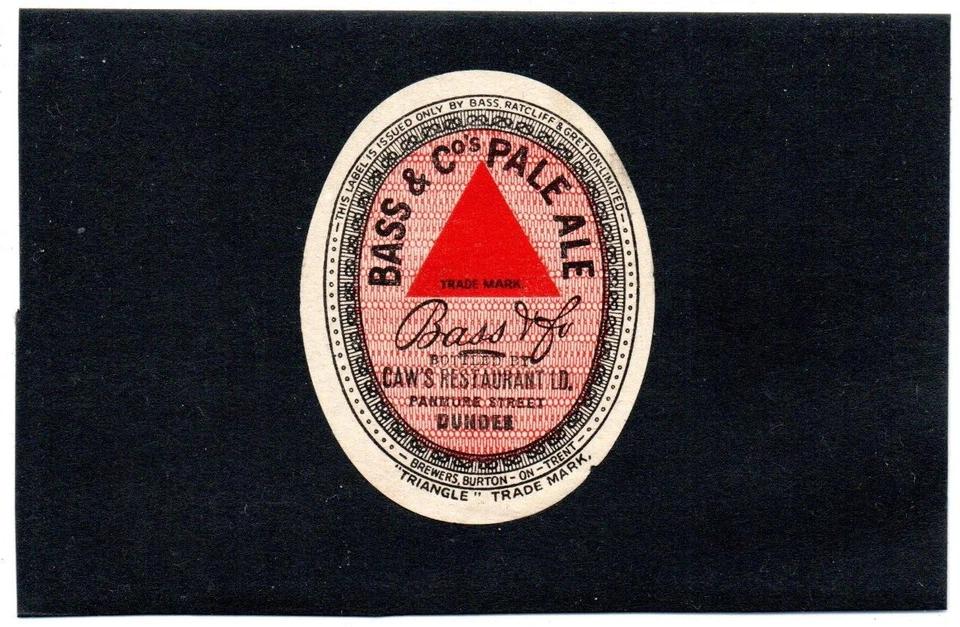 —THIS LABEL IS ISSUED ONLY BY BASS, RATCLIFF & GRETTON, LIMITED—
BASS & Co's PALE ALE
TRADE MARK.
Bass & Co
BOTTLED BY
CAW'S RESTAURANT LD.
PANMURE STREET
DUNDEE
—BREWERS, BURTON-ON-TRENT—
"TRIANGLE" TRADE MARK.